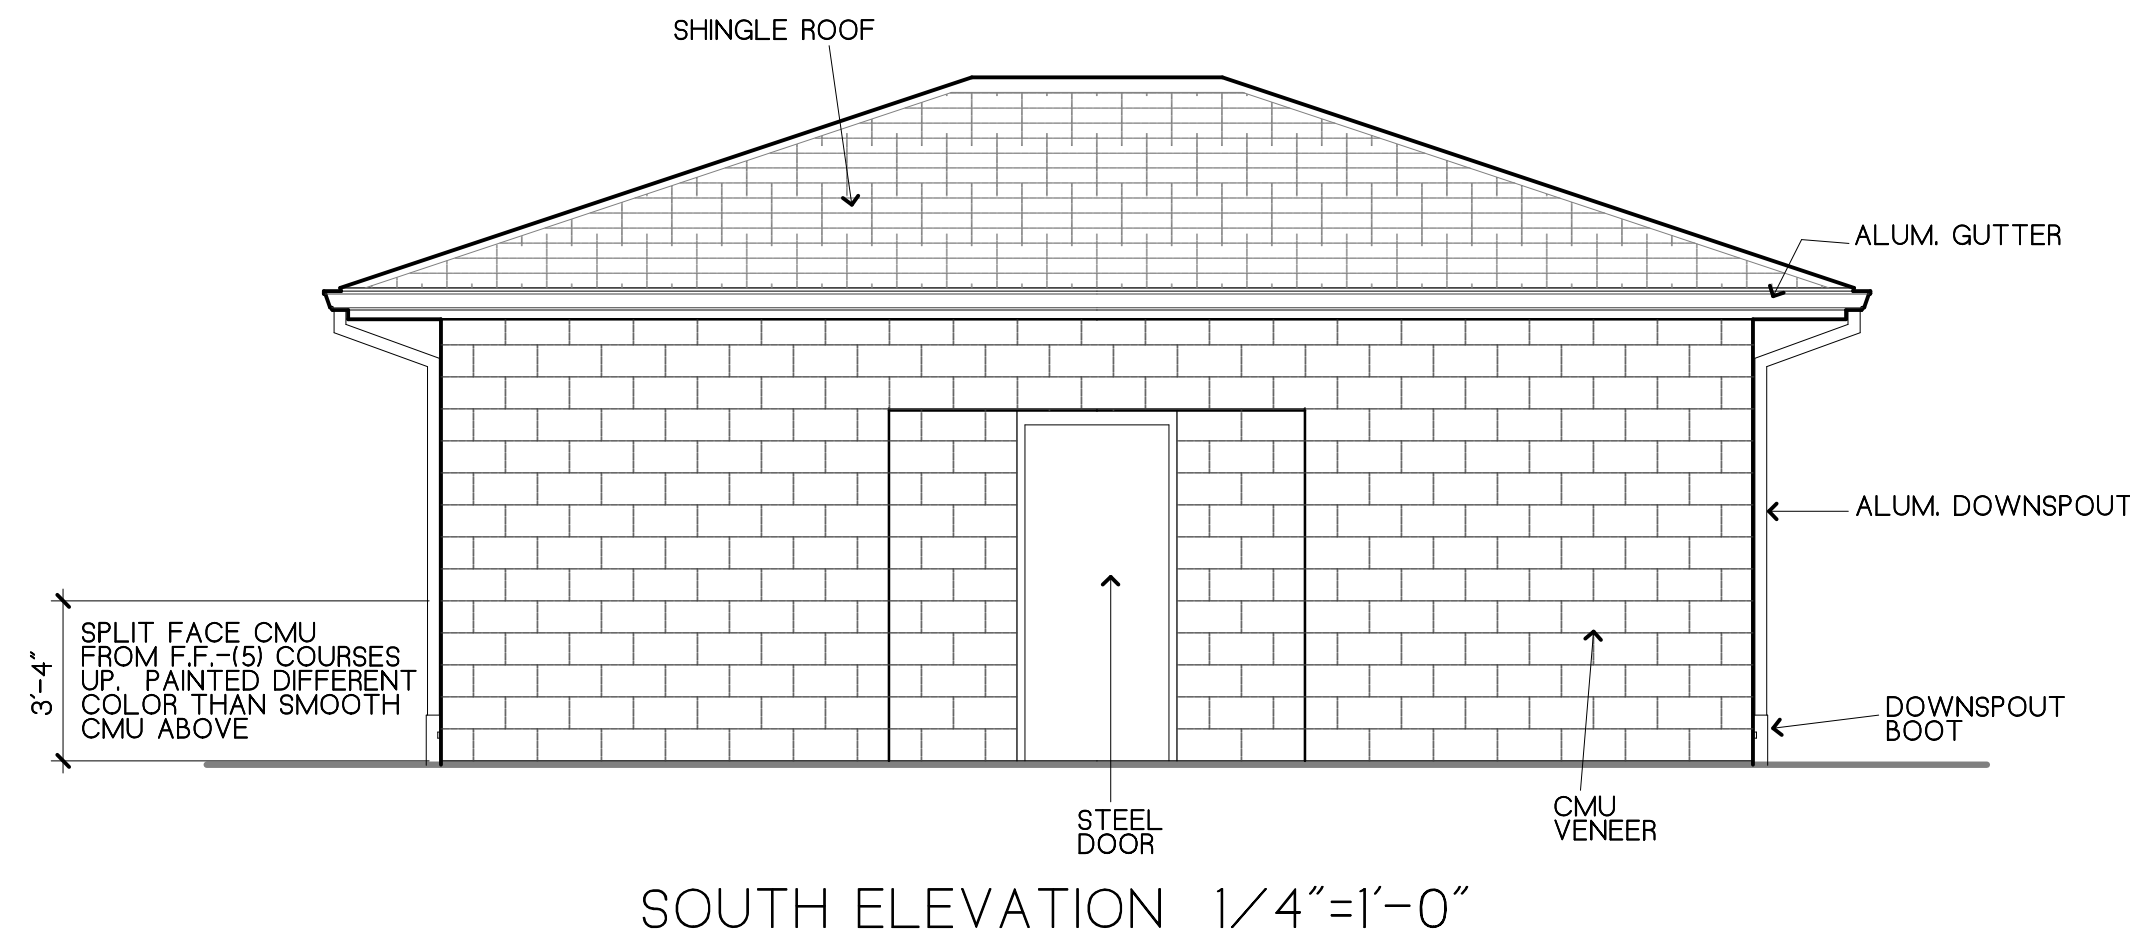 SHINGLE ROOF
ALUM. GUTTER
ALUM. DOWNSPOUT
3'-4"
SPLIT FACE CMU
FROM F.F.-(5) COURSES
UP. PAINTED DIFFERENT
COLOR THAN SMOOTH
CMU ABOVE
DOWNSPOUT
BOOT
STEEL
DOOR
CMU
VENEER
SOUTH ELEVATION 1/4"=1'-0"